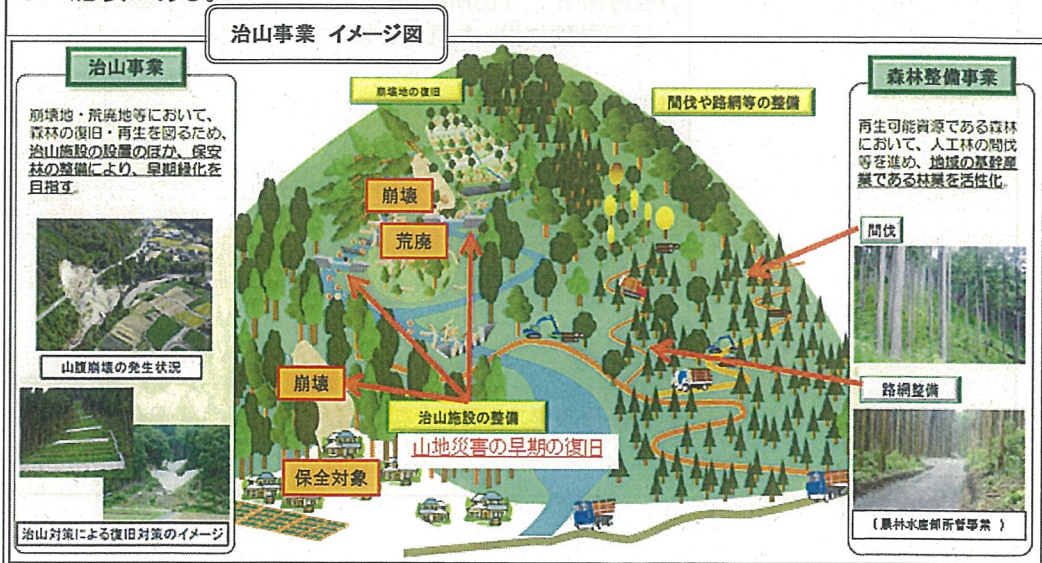 治山事業 イメージ図
治山事業
崩壊地・荒廃地等において、
森林の復旧・再生を図るため、
治山施設の設置のほか、保安
林の整備により、早期緑化を
目指す。
山腹崩壊の発生状況
治山対策による復旧対策のイメージ
崩壊地の復旧
間伐や路網等の整備
崩壊
荒廃
崩壊
治山施設の整備
山地災害の早期の復旧
保全対象
森林整備事業
再生可能資源である森林
において、人工林の間伐
等を進め、地域の基幹産
業である林業を活性化。
間伐
路網整備
(農林水産部所管事業)